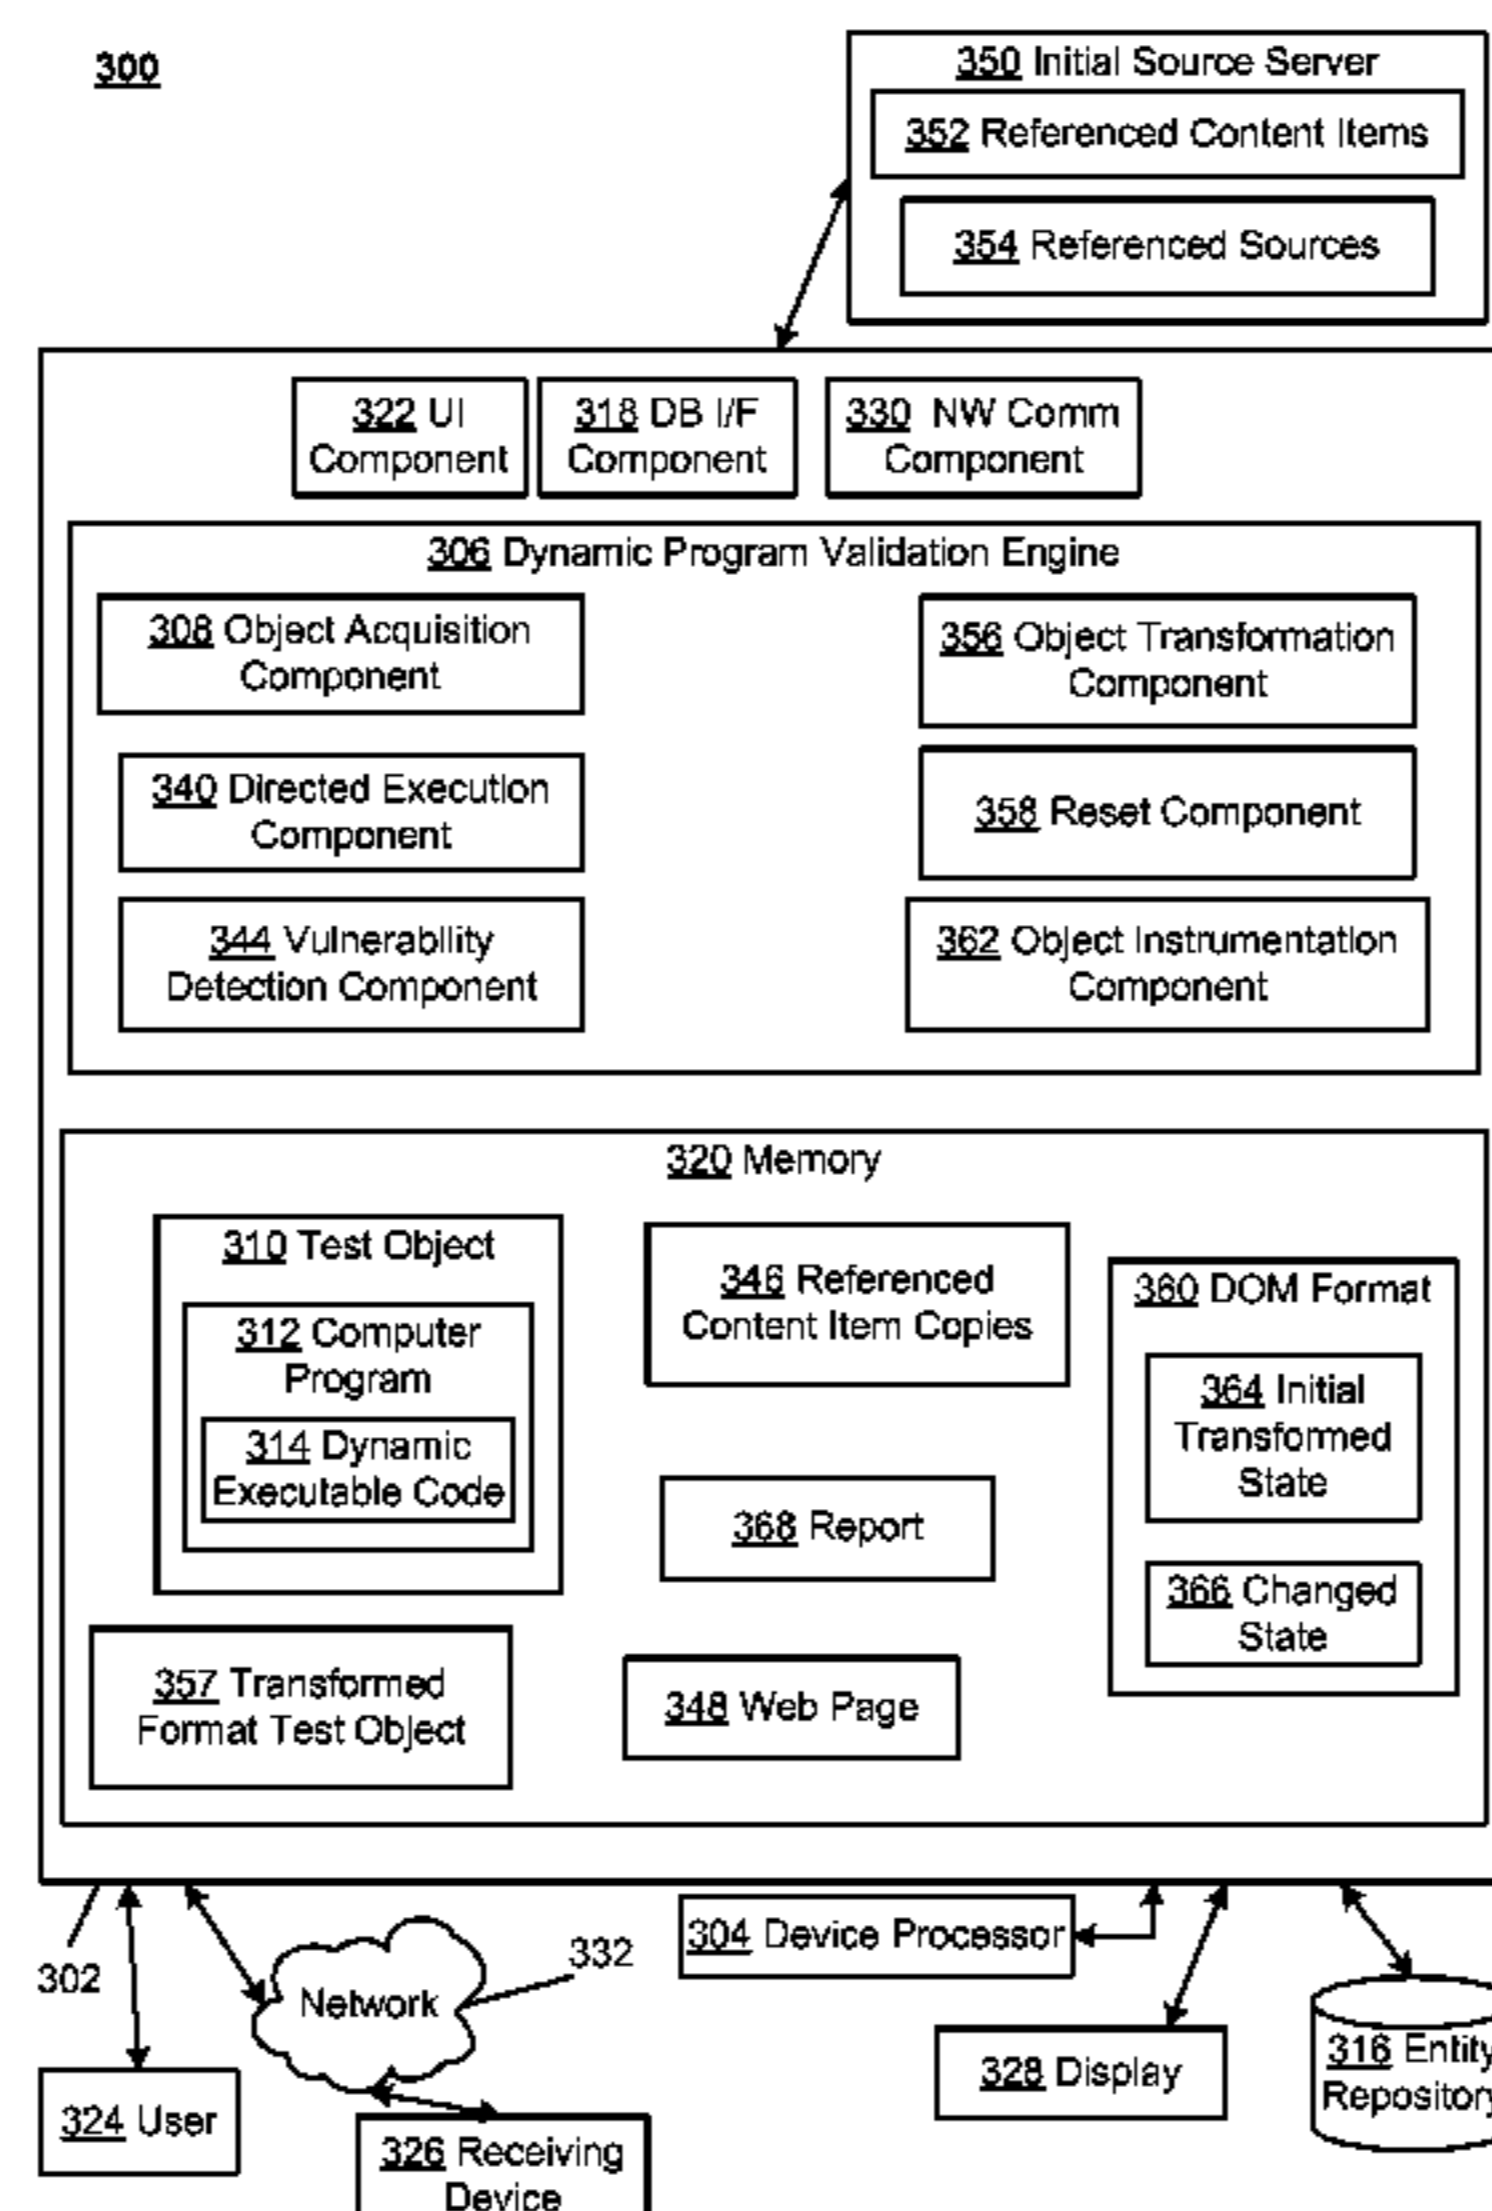 300
350 Initial Source Server
352 Referenced Content Items
354 Referenced Sources
322 UI
Component
318 DB I/F
Component
330 NW Comm
Component
306 Dynamic Program Validation Engine
308 Object Acquisition
Component
356 Object Transformation
Component
340 Directed Execution
Component
358 Reset Component
344 Vulnerability
Detection Component
362 Object Instrumentation
Component
320 Memory
310 Test Object
312 Computer
Program
314 Dynamic
Executable Code
346 Referenced
Content Item Copies
360 DOM Format
364 Initial
Transformed
State
368 Report
366 Changed
State
357 Transformed
Format Test Object
348 Web Page
302
Network
332
304 Device Processor
324 User
326 Receiving
Device
328 Display
316 Entity
Repository